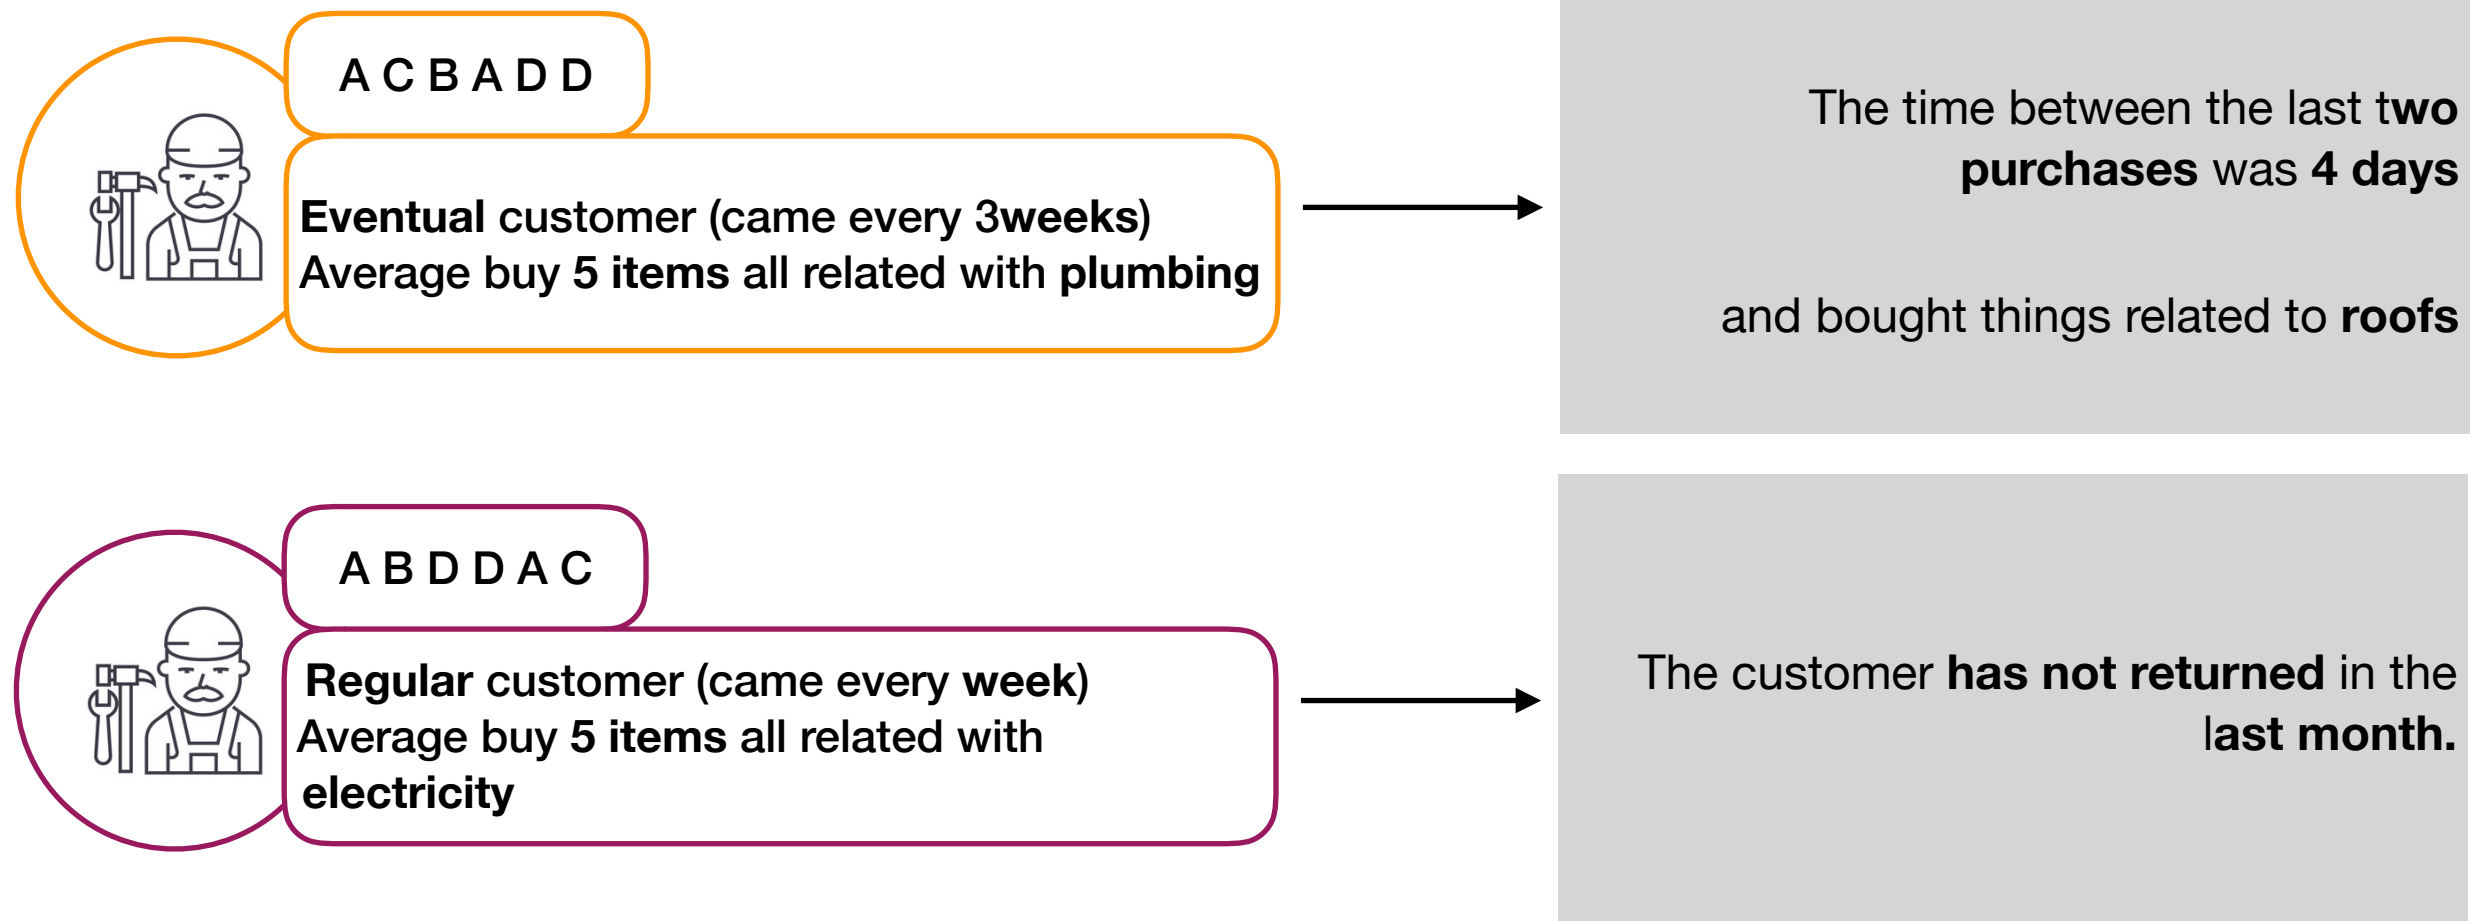 A C B A D D
Eventual customer (came every 3weeks)
Average buy 5 items all related with plumbing
The time between the last two
purchases was 4 days
and bought things related to roofs
A B D D A C
Regular customer (came every week)
Average buy 5 items all related with
electricity
The customer has not returned in the
last month.